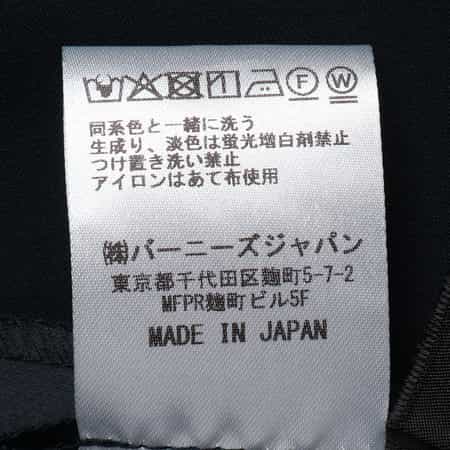 F W
同系色と一緒に洗う
生成り、淡色は蛍光増白剤禁止
つけ置き洗い禁止
アイロンはあて布使用
㈱バーニーズジャパン
東京都千代田区麹町5-7-2
MFPR麹町ビル5F
MADE IN JAPAN